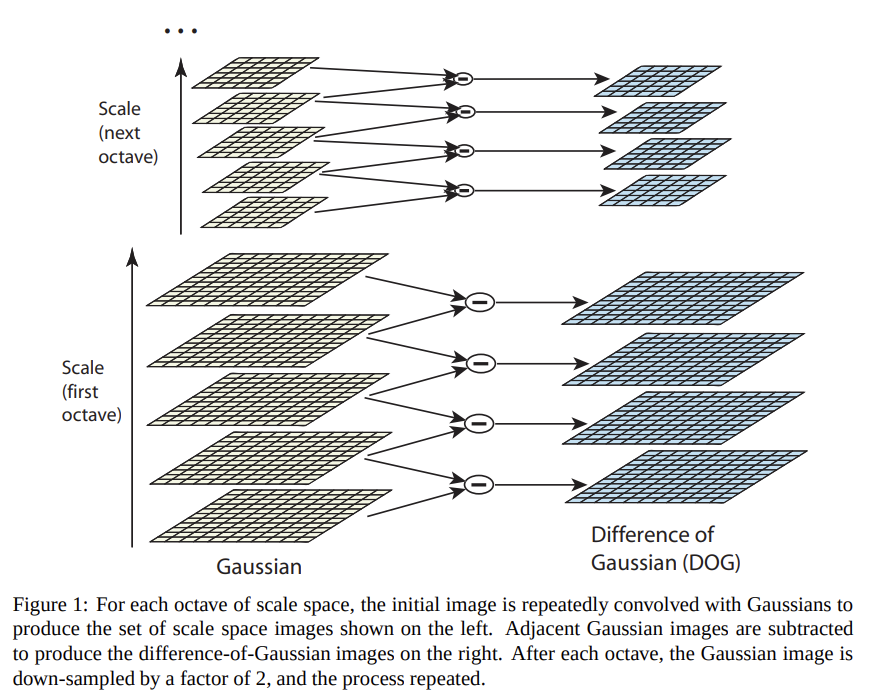 ...
Scale
(next
octave)
Scale
(first
octave)
Gaussian
Difference of
Gaussian (DOG)
Figure 1: For each octave of scale space, the initial image is repeatedly convolved with Gaussians to
produce the set of scale space images shown on the left. Adjacent Gaussian images are subtracted
to produce the difference-of-Gaussian images on the right. After each octave, the Gaussian image is
down-sampled by a factor of 2, and the process repeated.